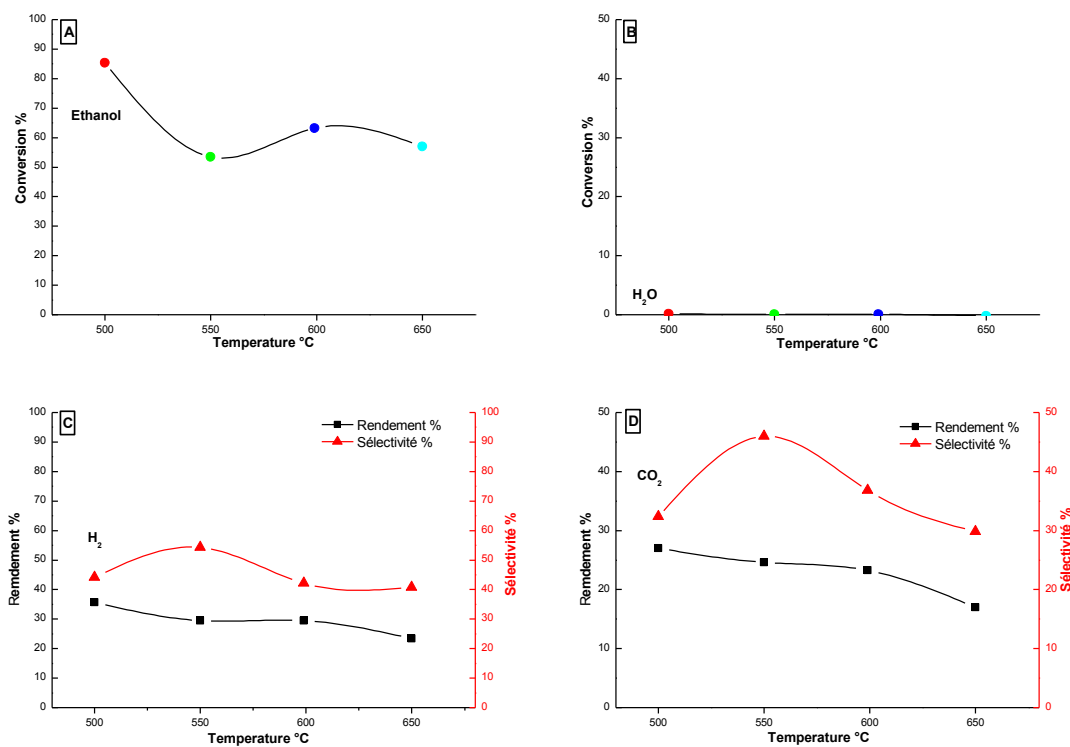 A
Ethanol
Conversion %
100
90
80
70
60
50
40
30
20
10
0
500 550 600 650
Temperature °C
B
H₂O
Conversion %
50
40
30
20
10
0
500 550 600 650
Temperature °C
C
Rendement %
Sélectivité %
H₂
Remdement %
100
90
80
70
60
50
40
30
20
10
0
Sélectivité %
100
90
80
70
60
50
40
30
20
10
0
500 550 600 650
Temperature °C
D
Rendement %
Sélectivité %
CO₂
Remdement %
50
40
30
20
10
0
Sélectivité %
50
40
30
20
10
0
500 550 600 650
Temperature °C